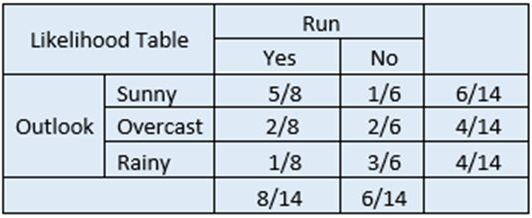 Likelihood Table Run
Yes No
Outlook Sunny 5/8 1/6 6/14
Overcast 2/8 2/6 4/14
Rainy 1/8 3/6 4/14
8/14 6/14